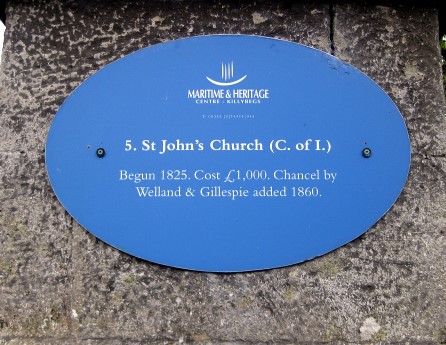 MARITIME & HERITAGE
CENTRE - KILLYBEGS
5. St John's Church (C. of I.)
Begun 1825. Cost £1,000. Chancel by
Welland & Gillespie added 1860.